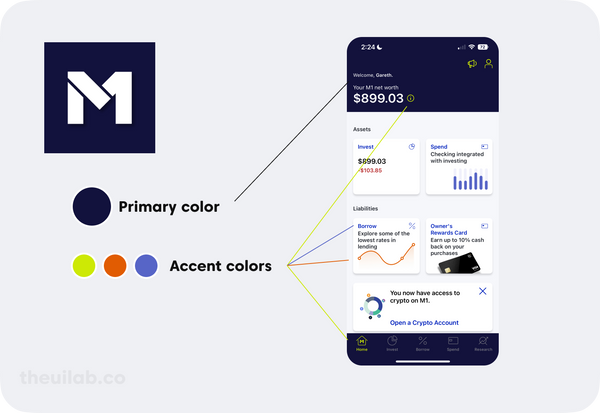 M
Primary color
Accent colors
2:24
72
Welcome, Gareth.
Your M1 net worth
$899.03
Assets
Invest
$899.03
-$103.85
Spend
Checking integrated
with investing
Liabilities
Borrow
Explore some of the
lowest rates in
lending
Owner's
Rewards Card
Earn up to 10% cash
back on your
purchases
You now have access to
crypto on M1.
Open a Crypto Account
Home
Invest
Borrow
Spend
Research
theuilab.co